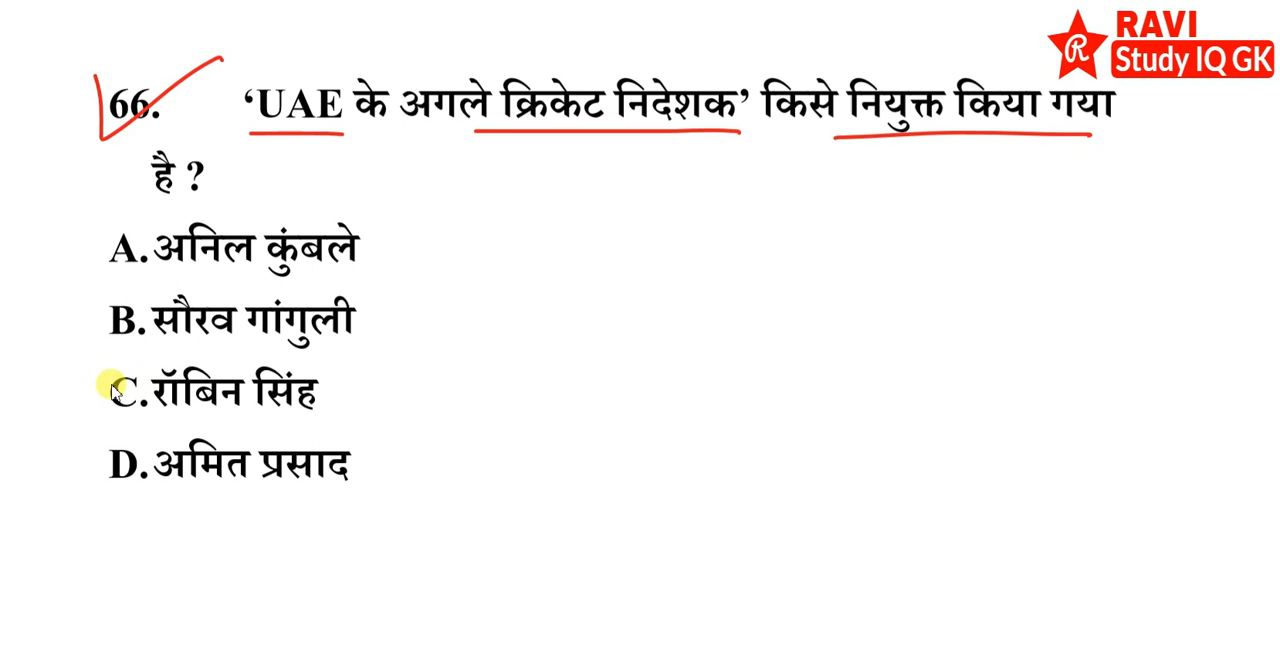 RAVI
R Study IQ GK
66. ‘UAE के अगले क्रिकेट निदेशक’ किसे नियुक्त किया गया
है ?
A. अनिल कुंबले
B. सौरव गांगुली
C. रॉबिन सिंह
D. अमित प्रसाद